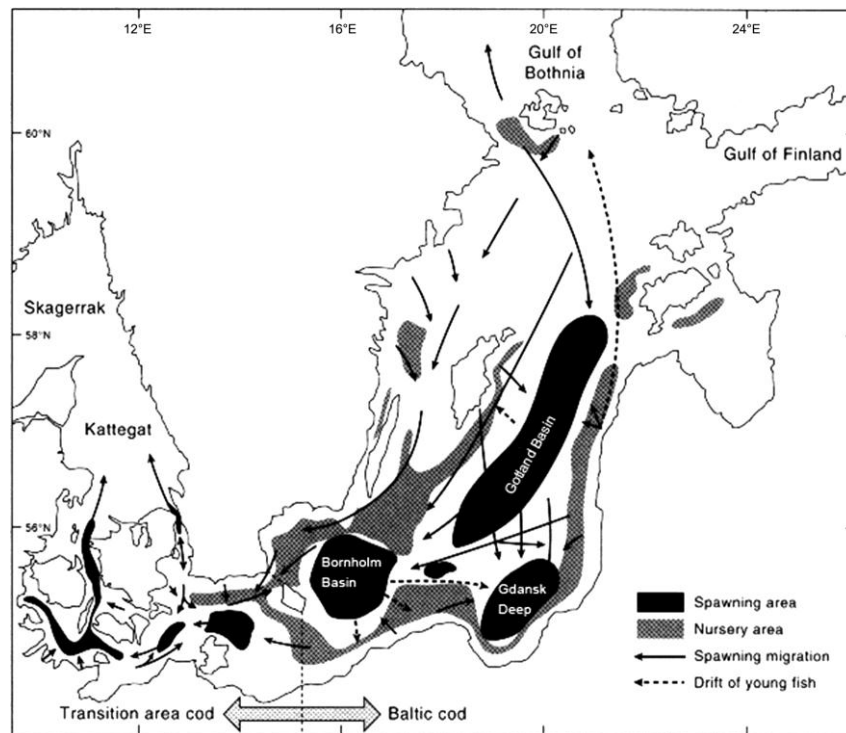 12°E 16°E 20°E 24°E
Gulf of
Bothnia
60°N
Gulf of Finland
Skagerrak
58°N
Kattegat
Gotland Basin
56°N
Bornholm
Basin
Gdansk
Deep
Spawning area
Nursery area
Spawning migration
Drift of young fish
Transition area cod
Baltic cod